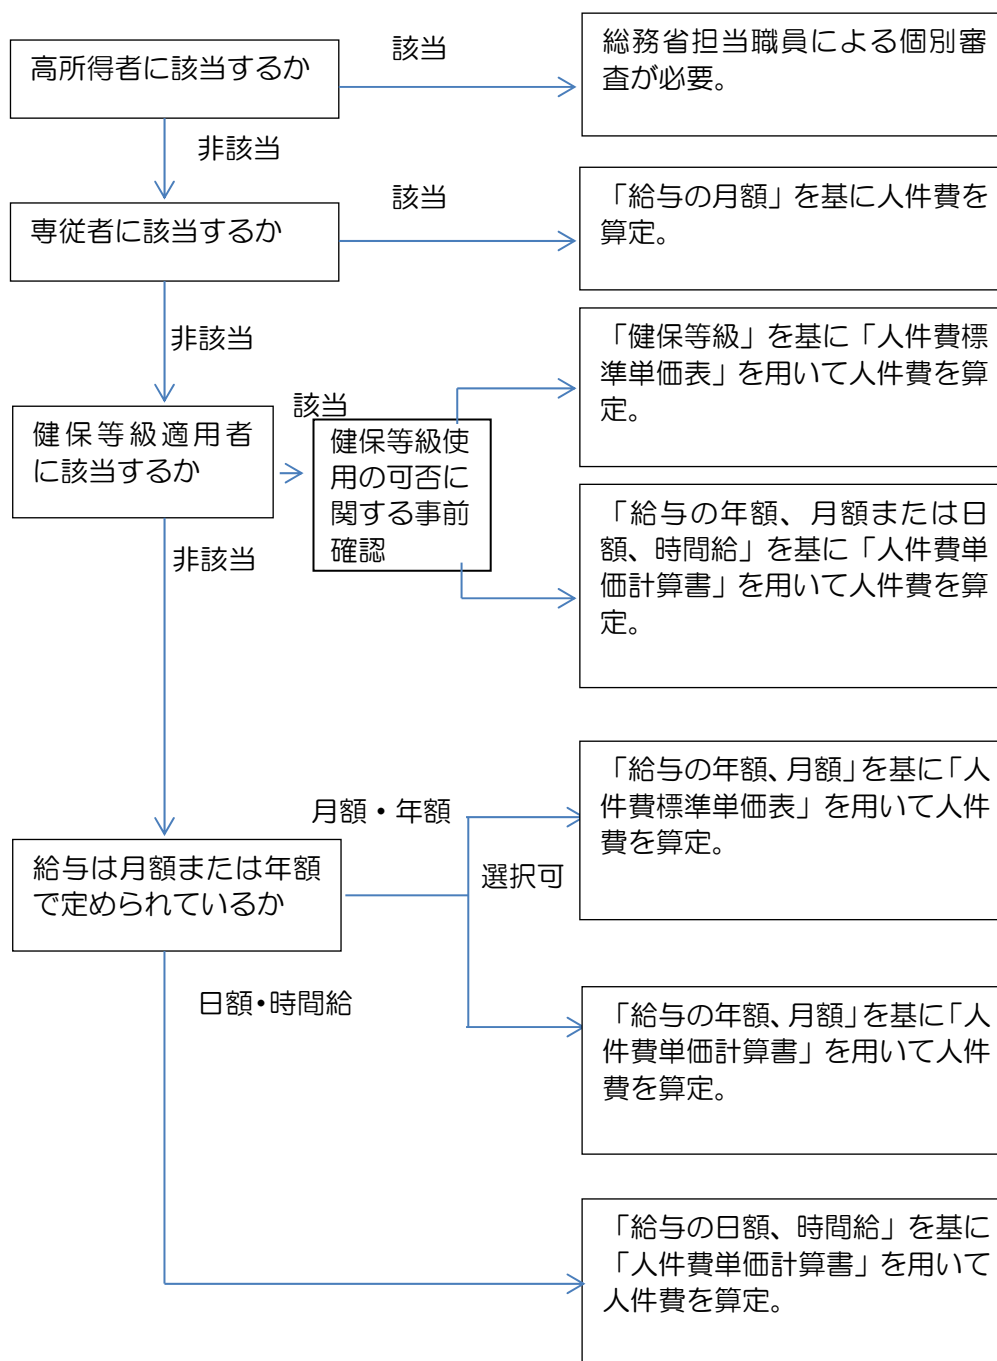 高所得者に該当するか
該当
総務省担当職員による個別審
査が必要。
非該当
専従者に該当するか
該当
「給与の月額」を基に人件費を
算定。
非該当
「健保等級」を基に「人件費標
準単価表」を用いて人件費を算
定。
健保等級適用者
に該当するか
該当
健保等級使
用の可否に
関する事前
確認
「給与の年額、月額または日
額、時間給」を基に「人件費単
価計算書」を用いて人件費を算
定。
非該当
給与は月額または年額
で定められているか
月額・年額
選択可
「給与の年額、月額」を基に「人
件費標準単価表」を用いて人件
費を算定。
「給与の年額、月額」を基に「人
件費単価計算書」を用いて人件
費を算定。
日額・時間給
「給与の日額、時間給」を基に
「人件費単価計算書」を用いて
人件費を算定。